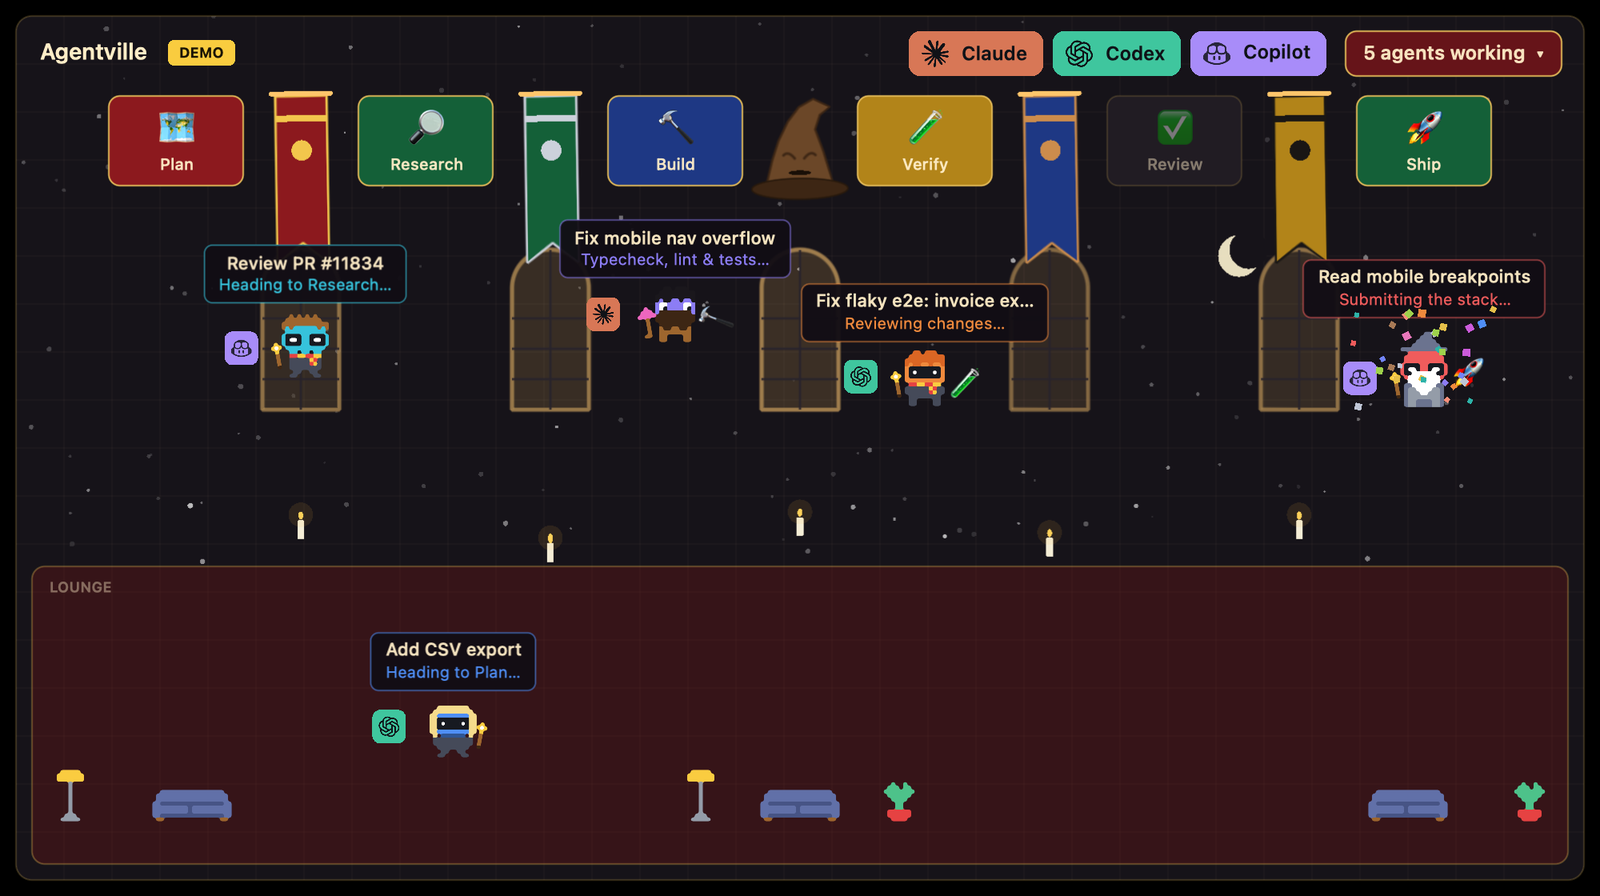 Agentville
DEMO
Claude
Codex
Copilot
5 agents working
Plan
Research
Build
Verify
Review
Ship
Review PR #11834
Heading to Research...
Fix mobile nav overflow
Typecheck, lint & tests...
Fix flaky e2e: invoice ex...
Reviewing changes...
Read mobile breakpoints
Submitting the stack...
LOUNGE
Add CSV export
Heading to Plan...